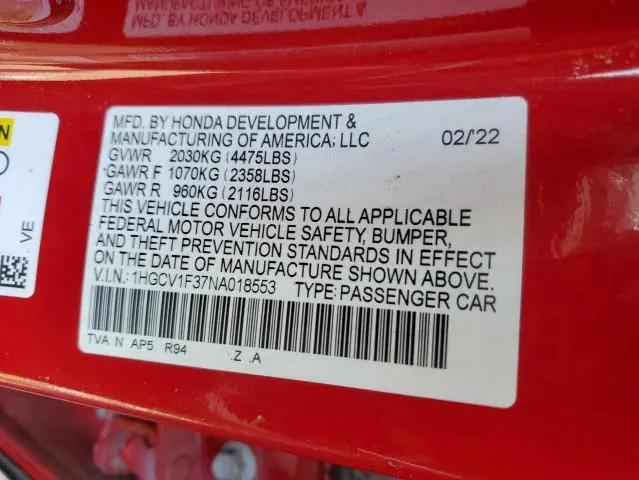 MFD. BY HONDA DEVELOPMENT &
MANUFACTURING OF AMERICA, LLC 02/'22
GVWR 2030KG (4475LBS)
GAWR F 1070KG (2358LBS)
GAWR R 960KG (2116LBS)
THIS VEHICLE CONFORMS TO ALL APPLICABLE
FEDERAL MOTOR VEHICLE SAFETY, BUMPER,
AND THEFT PREVENTION STANDARDS IN EFFECT
ON THE DATE OF MANUFACTURE SHOWN ABOVE.
V.I.N.:1HGCV1F37NA018553 TYPE:PASSENGER CAR
TVA N AP5 R94 .Z .A
VE